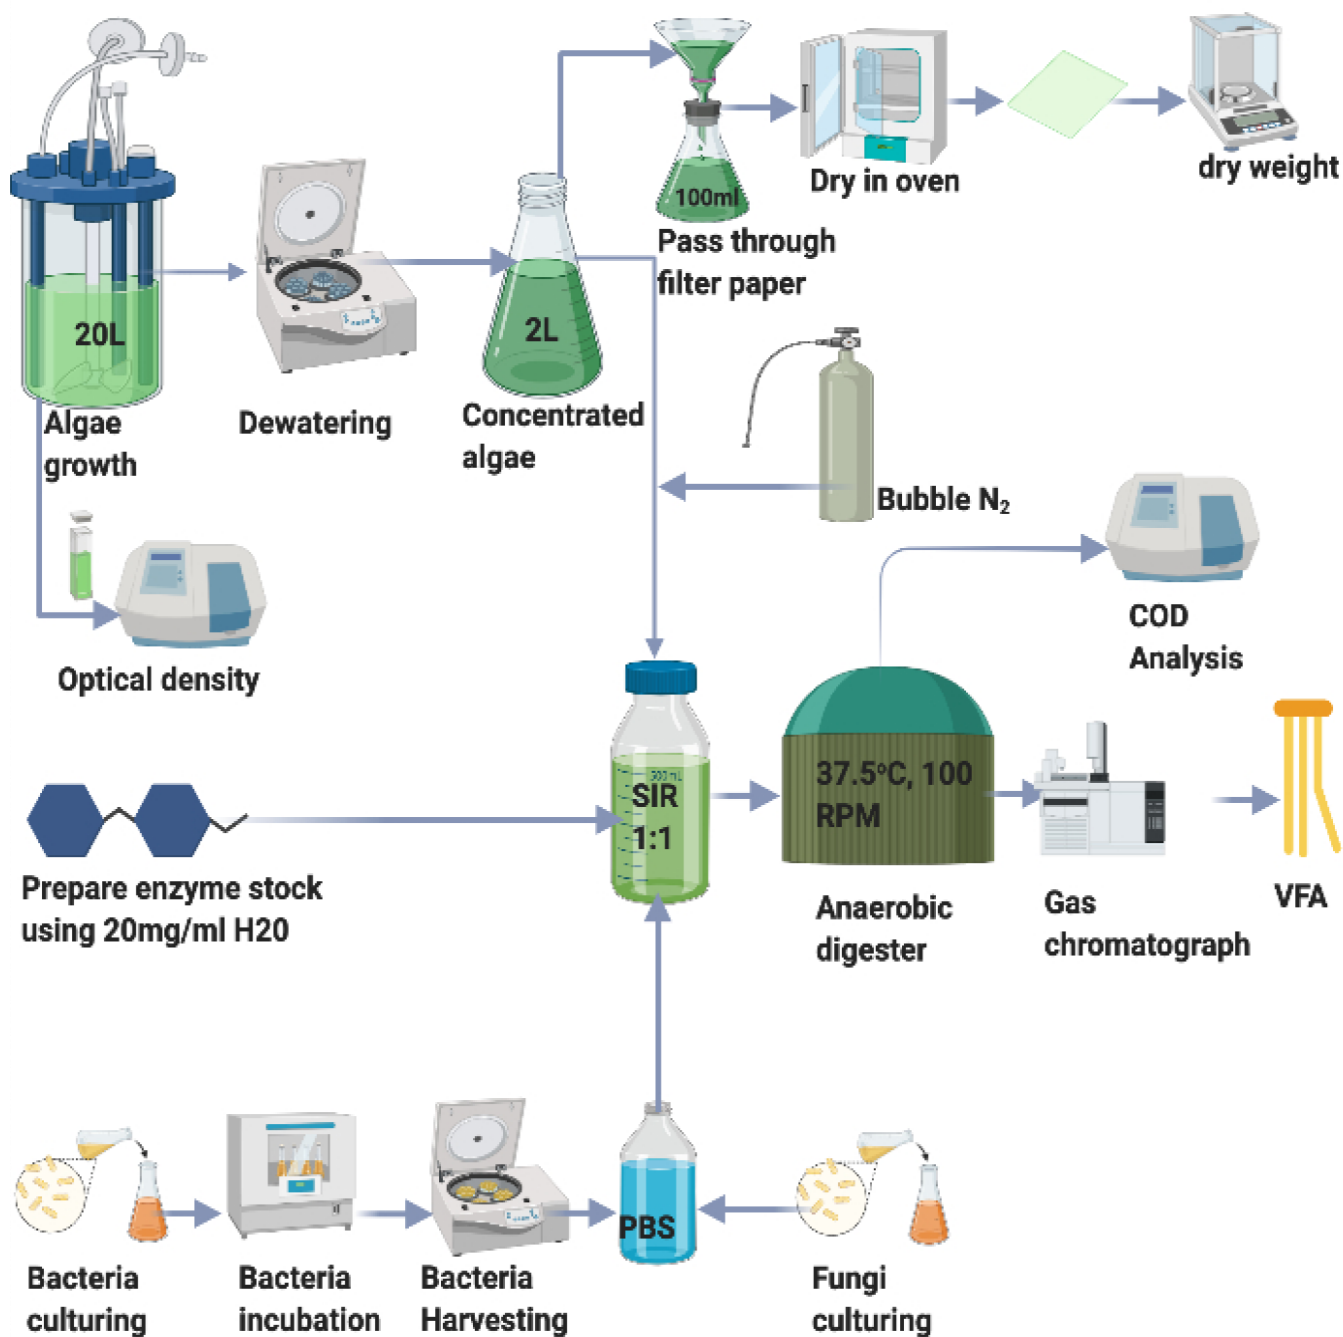 100ml
Dry in oven
dry weight
Pass through
filter paper
20L
2L
Algae
growth
Dewatering
Concentrated
algae
Bubble N₂
Optical density
COD
Analysis
500 mL
SIR
1:1
37.5°C, 100
RPM
Prepare enzyme stock
using 20mg/ml H20
Anaerobic
digester
Gas
chromatograph
VFA
PBS
Bacteria
culturing
Bacteria
incubation
Bacteria
Harvesting
Fungi
culturing